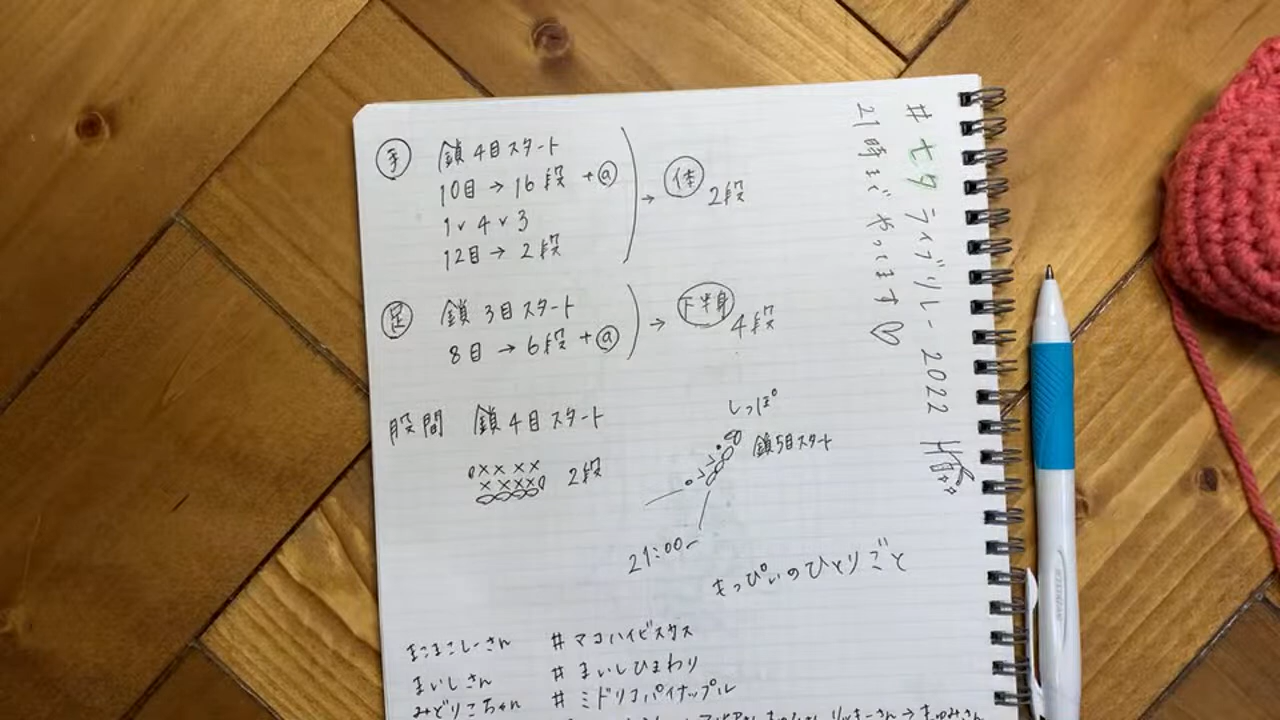 手 鎖4目スタート
10目→16段 +ⓐ
1v4v3
12目→2段
→ 体 2段
足 鎖3目スタート
8目→6段+ⓐ
→ 下半身 4段
股間 鎖4目スタート
2段
しっぽ
鎖5目スタート
21:00〜
もっぴぃのひとりごと
#七夕ライブリレー2022
21時までやってます♡
まこまこしーさん #マコハイビスカス
まいしさん #まいしひまわり
みどりこちゃん #ミドリコパイナップル